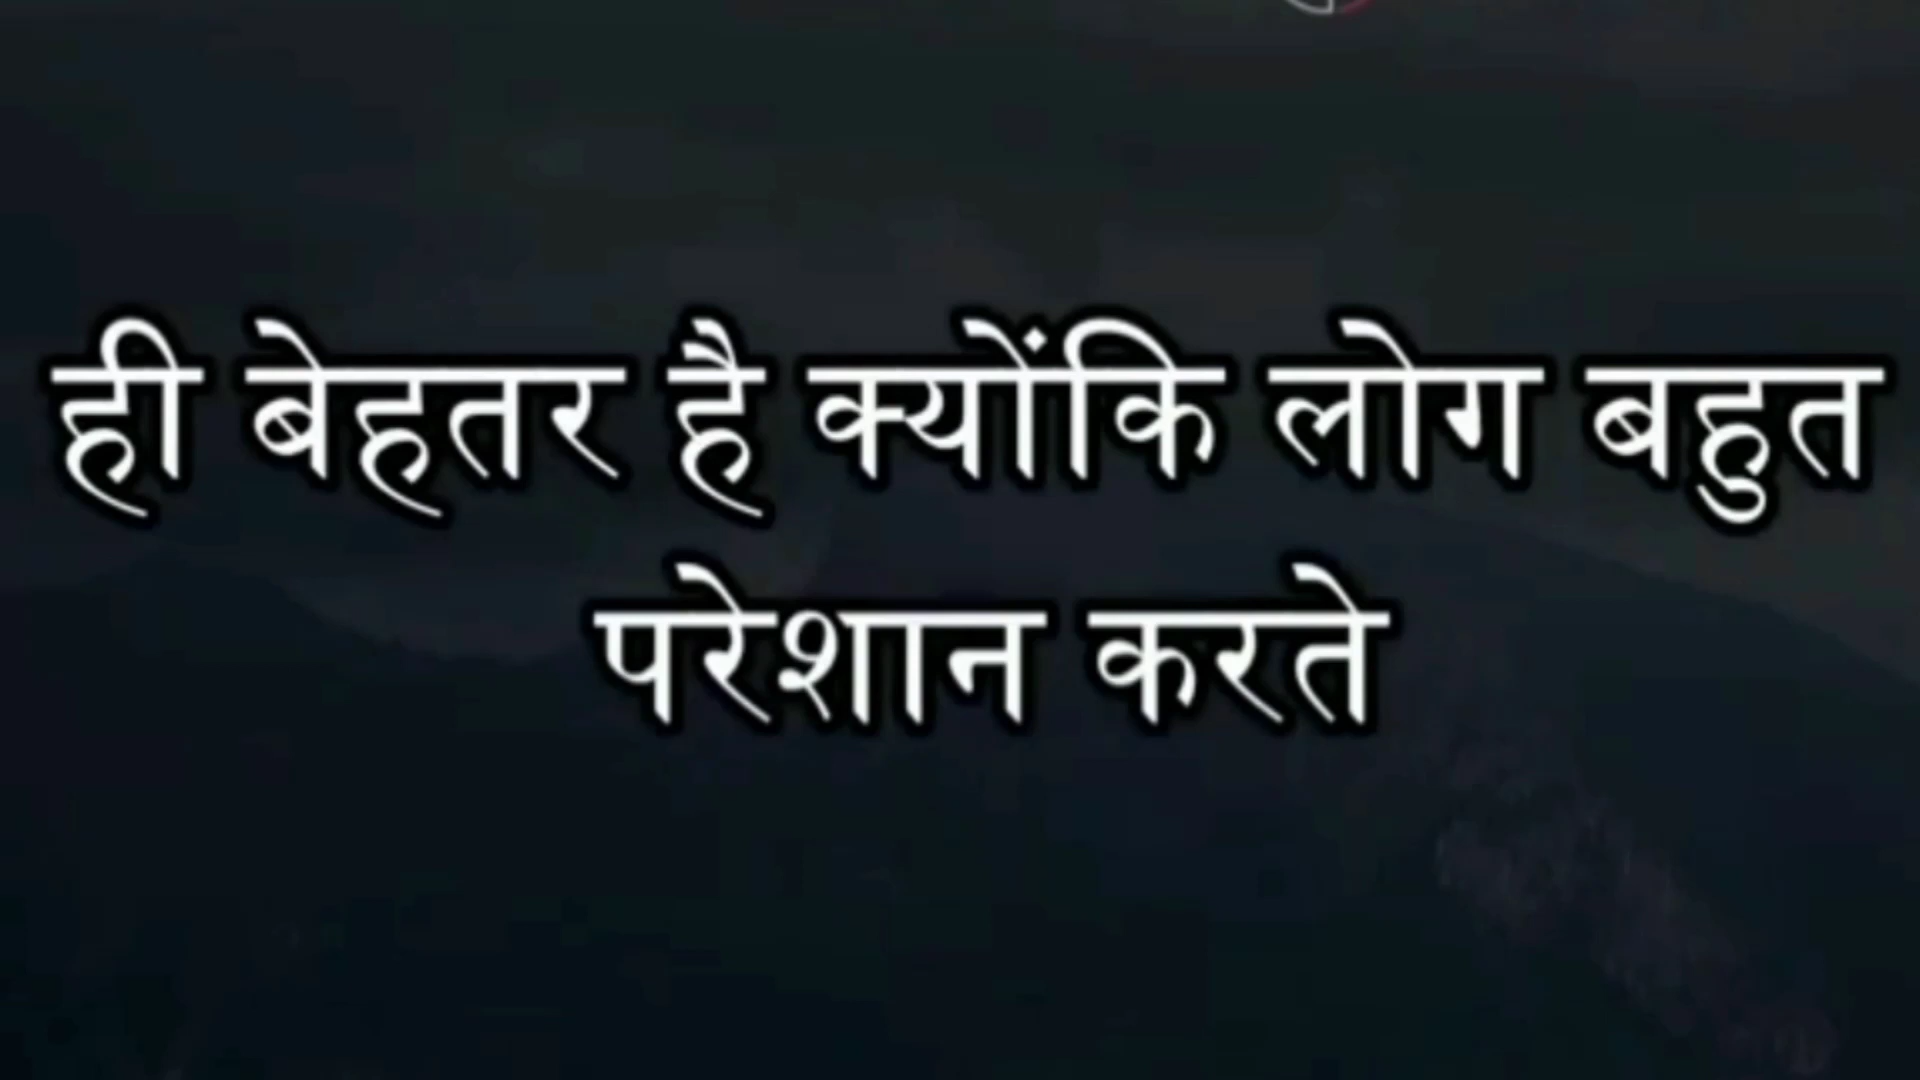 ही बेहतर है क्योंकि लोग बहुत
परेशान करते